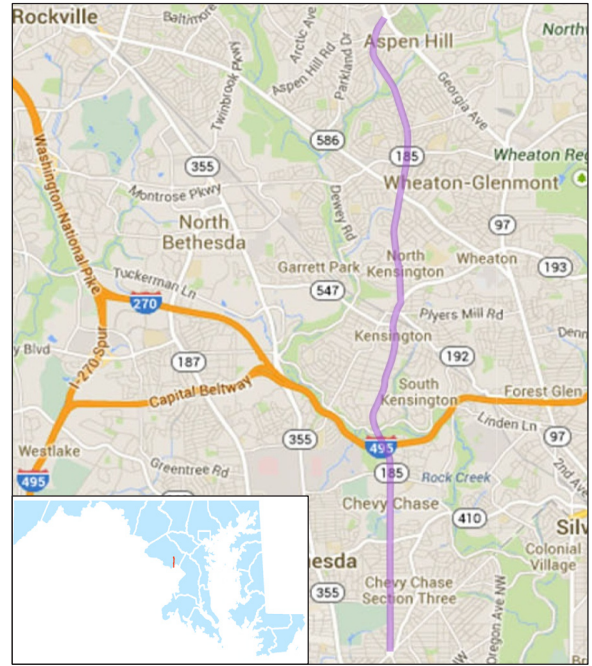 Rockville
Baltimore
Arctic Ave
Aspen Hill Rd
Parkland Dr
Aspen Hill
North
Twinbrook Pkwy
Georgia Ave
Washington National Pike
586
355
185
Wheaton Reg
Montrose Pkwy
Wheaton-Glenmont
Dewey Rd
North
Bethesda
97
North
Kensington
Wheaton
193
Garrett Park
Tuckerman Ln
270
547
Plyers Mill Rd
Kensington
Denn
y Blvd
I-270 Spur
187
192
Capital Beltway
South
Kensington
Forest Glen
Linden Ln
355
97
495
Westlake
Greentree Rd
185
Rock Creek
2nd Ave
495
Chevy Chase
410
Silv
Colonial
Village
esda
355
Chevy Chase
Section Three
Oregon Ave NW
W
Br